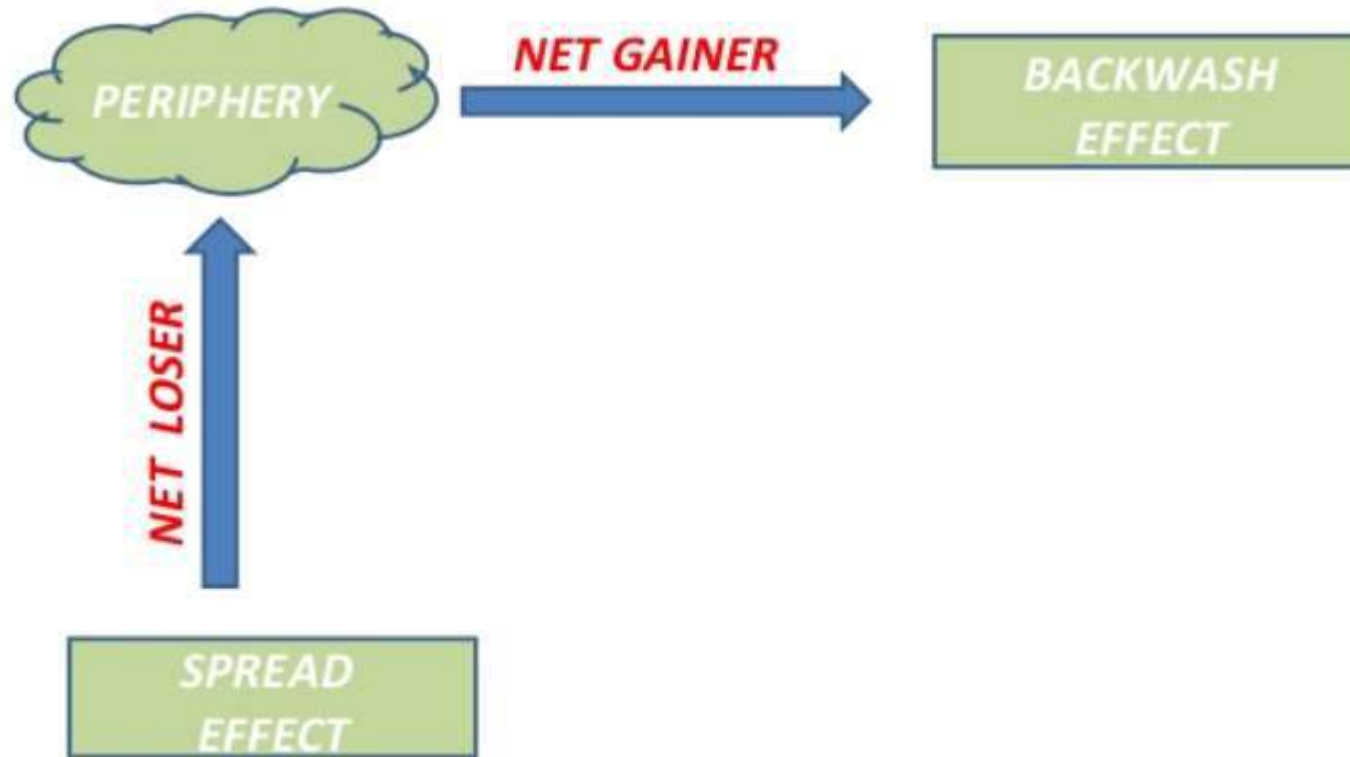 NET GAINER
PERIPHERY
BACKWASH
EFFECT
NET LOSER
SPREAD
EFFECT